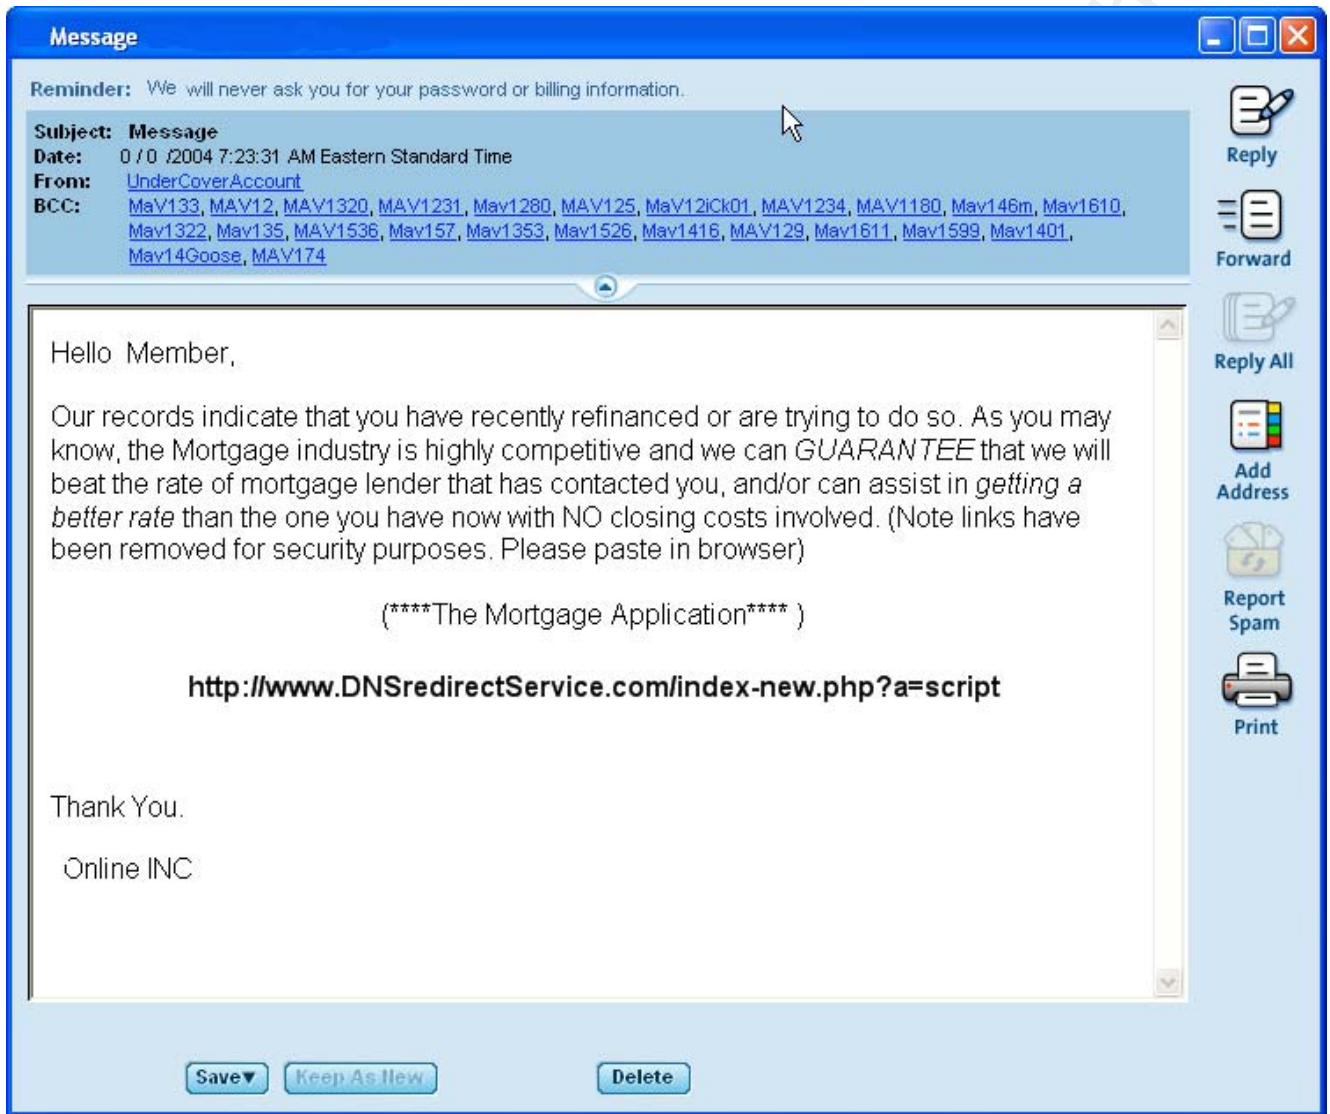 Message
Reminder: We will never ask you for your password or billing information.
Subject: Message
Date: 0 / 0 /2004 7:23:31 AM Eastern Standard Time
From: UnderCoverAccount
BCC: MaV133, MAV12, MAV1320, MAV1231, Mav1280, MAV125, MaV12iCk01, MAV1234, MAV1180, Mav146m, Mav1610,
Mav1322, Mav135, MAV1536, Mav157, Mav1353, Mav1526, Mav1416, MAV129, Mav1611, Mav1599, Mav1401,
Mav14Goose, MAV174
Hello Member,
Our records indicate that you have recently refinanced or are trying to do so. As you may
know, the Mortgage industry is highly competitive and we can GUARANTEE that we will
beat the rate of mortgage lender that has contacted you, and/or can assist in getting a
better rate than the one you have now with NO closing costs involved. (Note links have
been removed for security purposes. Please paste in browser)
(****The Mortgage Application**** )
http://www.DNSredirectService.com/index-new.php?a=script
Thank You.
Online INC
Reply
Forward
Reply All
Add
Address
Report
Spam
Print
Save
Keep As New
Delete